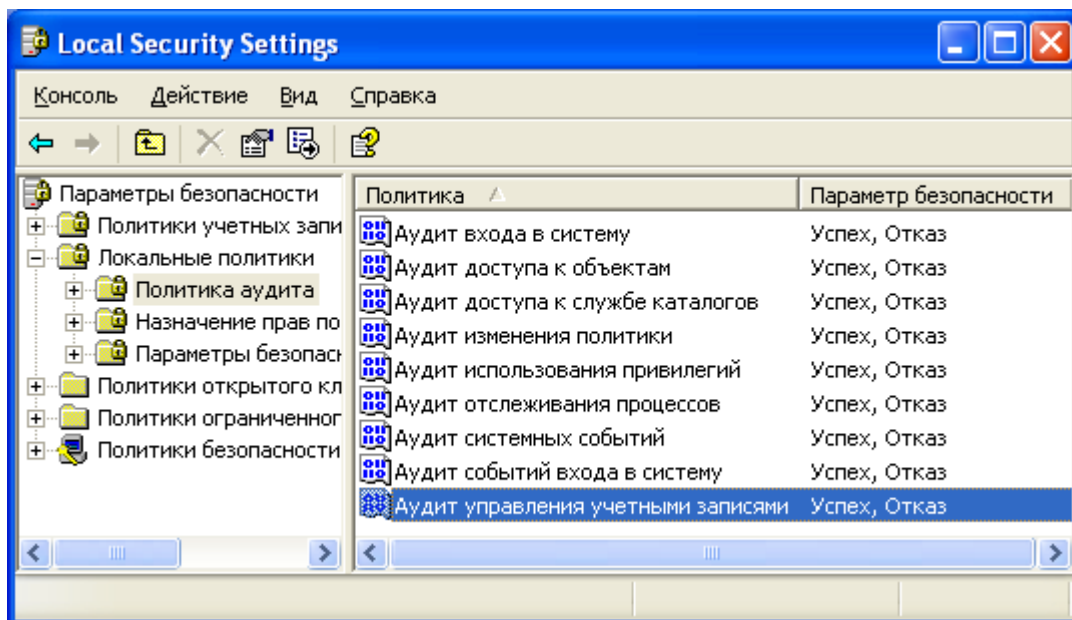 Local Security Settings
Консоль Действие Вид Справка
Параметры безопасности
Политики учетных запи
Локальные политики
Политика аудита
Назначение прав по
Параметры безопасн
Политики открытого кл
Политики ограниченног
Политики безопасности
Политика Параметр безопасности
Аудит входа в систему Успех, Отказ
Аудит доступа к объектам Успех, Отказ
Аудит доступа к службе каталогов Успех, Отказ
Аудит изменения политики Успех, Отказ
Аудит использования привилегий Успех, Отказ
Аудит отслеживания процессов Успех, Отказ
Аудит системных событий Успех, Отказ
Аудит событий входа в систему Успех, Отказ
Аудит управления учетными записями Успех, Отказ